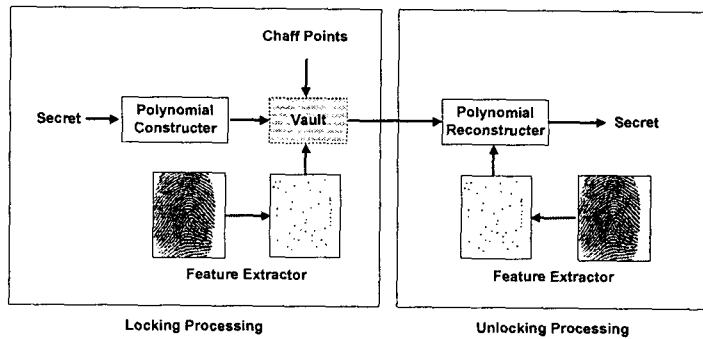 Chaff Points
Secret
Polynomial
Constructer
Vault
Feature Extractor
Locking Processing
Polynomial
Reconstructer
Secret
Feature Extractor
Unlocking Processing